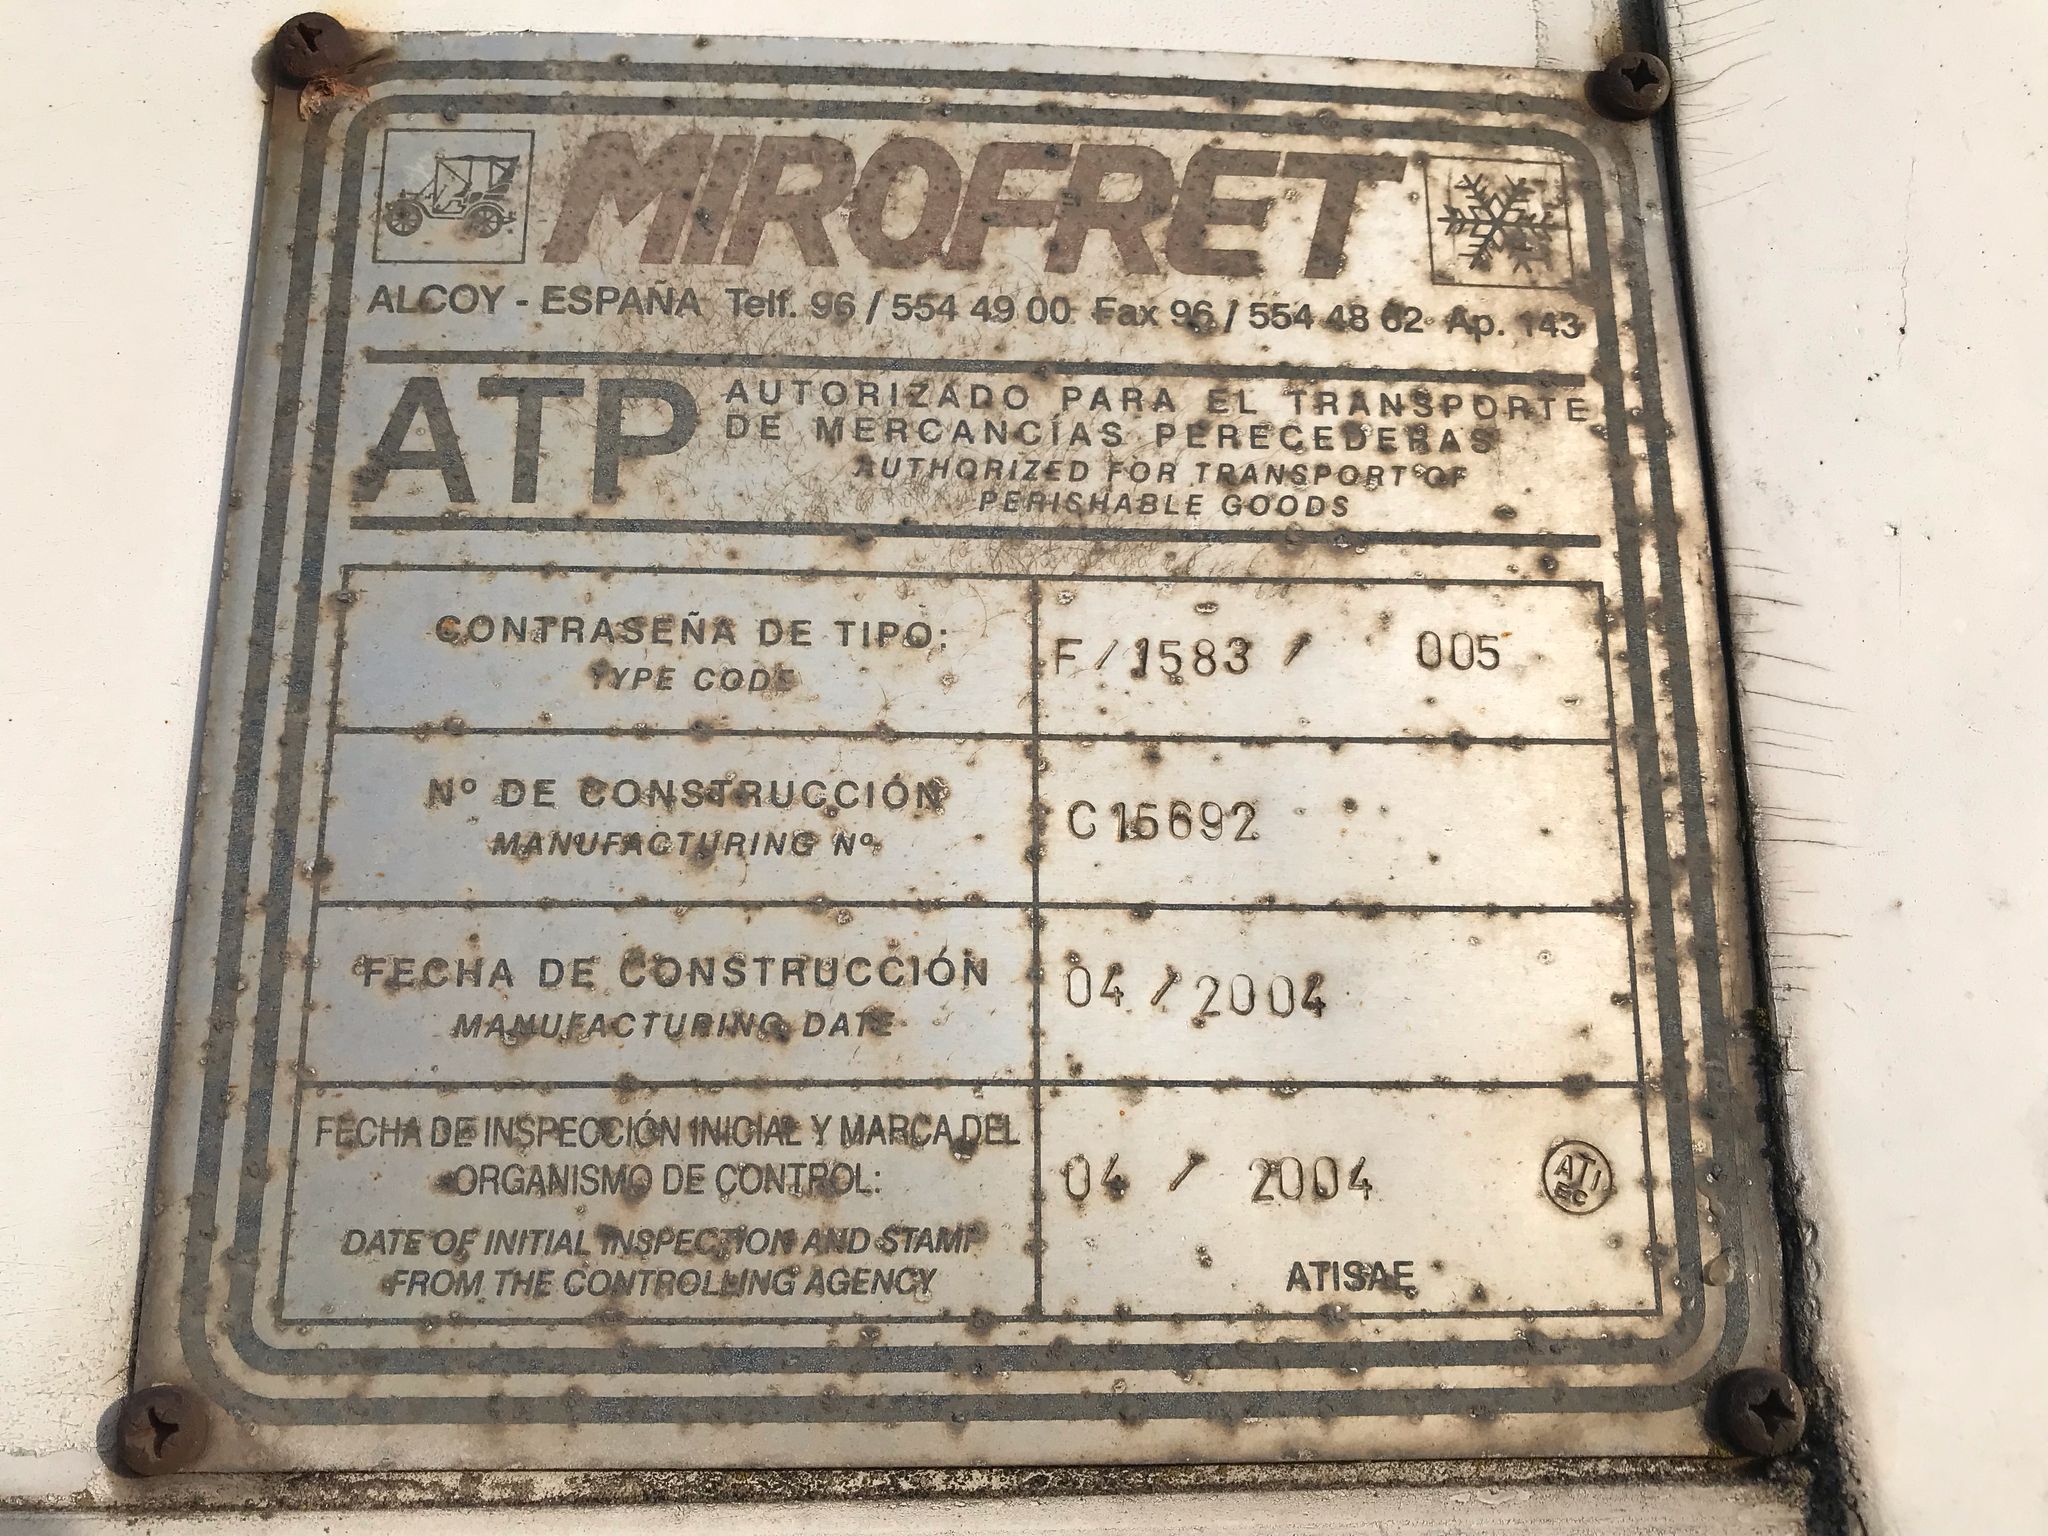 MIROFRET
ALCOY - ESPAÑA Telf. 96 / 554 49 00 Fax 96 / 554 48 62 Ap. 143
ATP
AUTORIZADO PARA EL TRANSPORTE
DE MERCANCÍAS PERECEDERAS
AUTHORIZED FOR TRANSPORT OF
PERISHABLE GOODS
CONTRASEÑA DE TIPO: F / 1583 / 005
TYPE CODE
Nº DE CONSTRUCCIÓN C15692
MANUFACTURING Nº
FECHA DE CONSTRUCCIÓN 04 / 2004
MANUFACTURING DATE
FECHA DE INSPECCIÓN INICIAL Y MARCA DEL
ORGANISMO DE CONTROL: 04 / 2004
ATI
EC
DATE OF INITIAL INSPECTION AND STAMP
FROM THE CONTROLLING AGENCY ATISAE